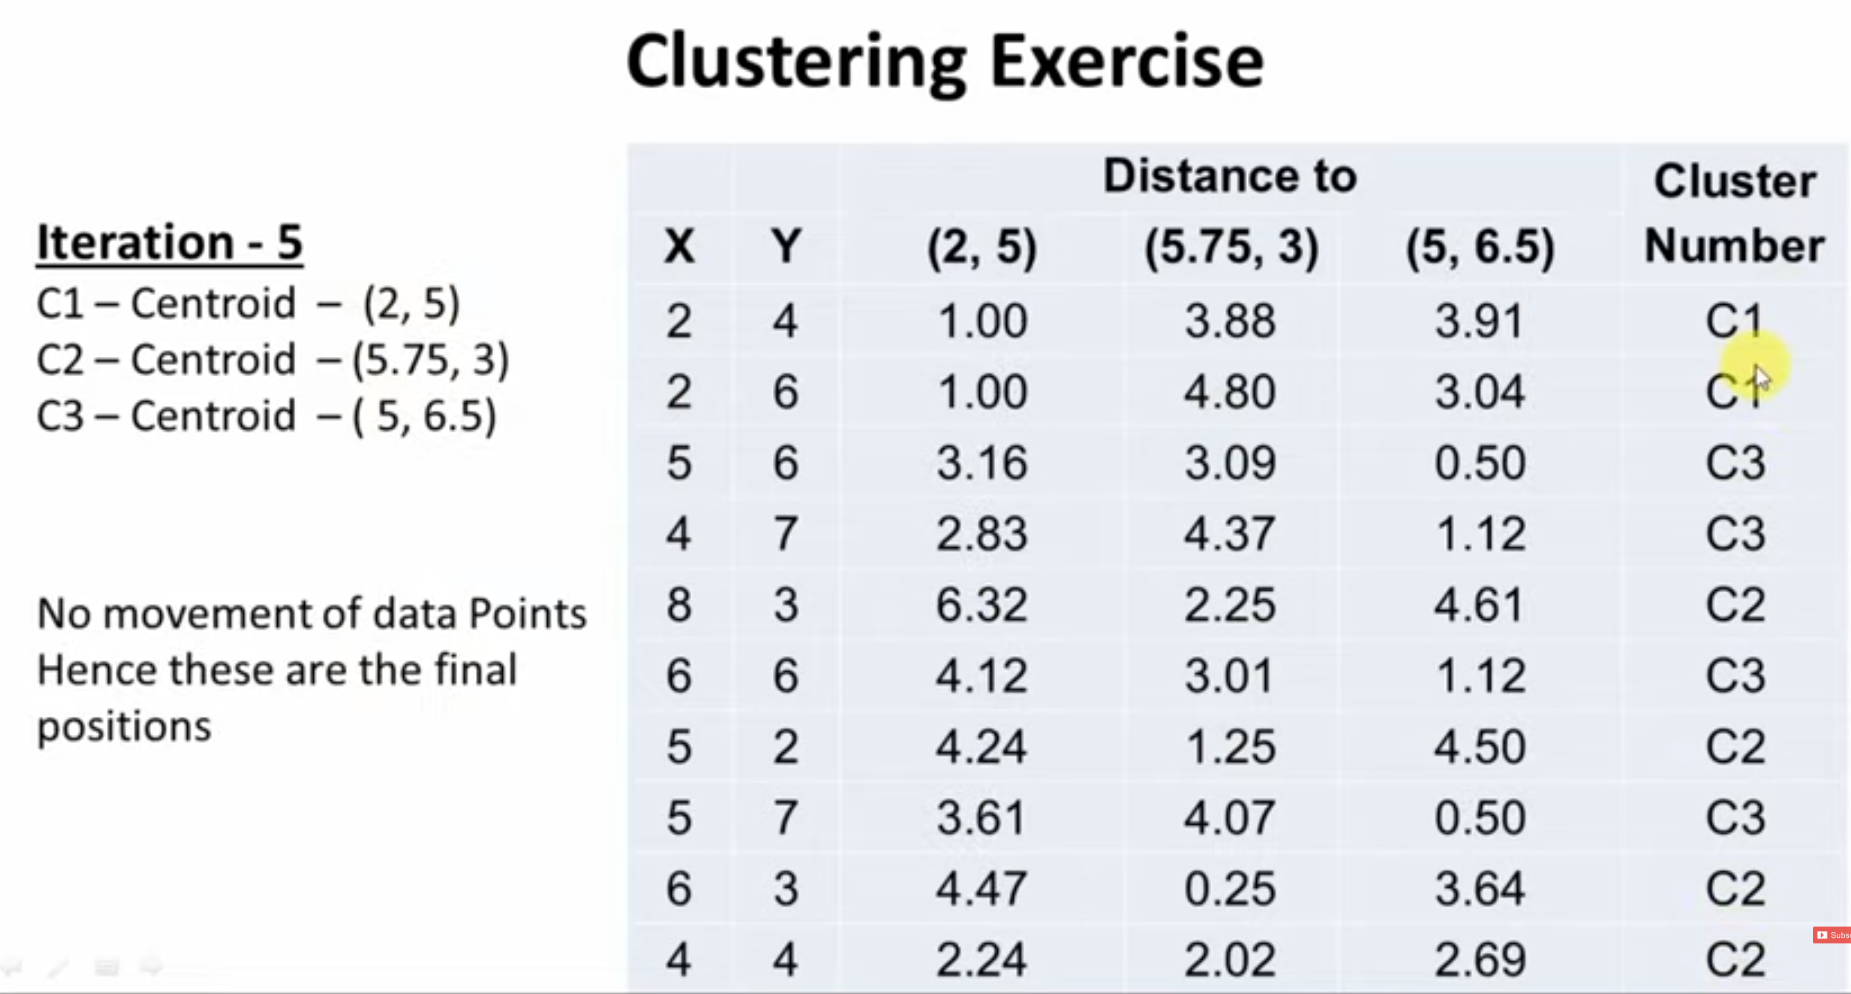 Clustering Exercise
Iteration - 5
C1 – Centroid – (2, 5)
C2 – Centroid – (5.75, 3)
C3 – Centroid – ( 5, 6.5)
No movement of data Points
Hence these are the final
positions
Distance to Cluster
X Y (2, 5) (5.75, 3) (5, 6.5) Number
2 4 1.00 3.88 3.91 C1
2 6 1.00 4.80 3.04 C1
5 6 3.16 3.09 0.50 C3
4 7 2.83 4.37 1.12 C3
8 3 6.32 2.25 4.61 C2
6 6 4.12 3.01 1.12 C3
5 2 4.24 1.25 4.50 C2
5 7 3.61 4.07 0.50 C3
6 3 4.47 0.25 3.64 C2
4 4 2.24 2.02 2.69 C2